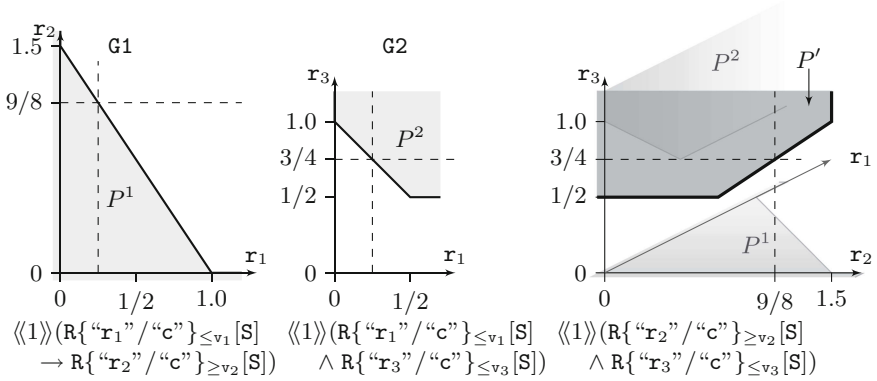 r₂
1.5
9/8
0
P¹
G1
0
1/2
1.0
r₁
⟪1⟫(R{“r₁”/“c”}≤v₁[S]
→ R{“r₂”/“c”}≥v₂[S])
G2
r₃
1.0
3/4
1/2
0
P²
0
1/2
r₁
⟪1⟫(R{“r₁”/“c”}≤v₁[S]
∧ R{“r₃”/“c”}≤v₃[S])
r₃
1.0
3/4
1/2
0
P²
P′
r₁
P¹
r₂
0
9/8
1.5
⟪1⟫(R{“r₂”/“c”}≥v₂[S]
∧ R{“r₃”/“c”}≤v₃[S])